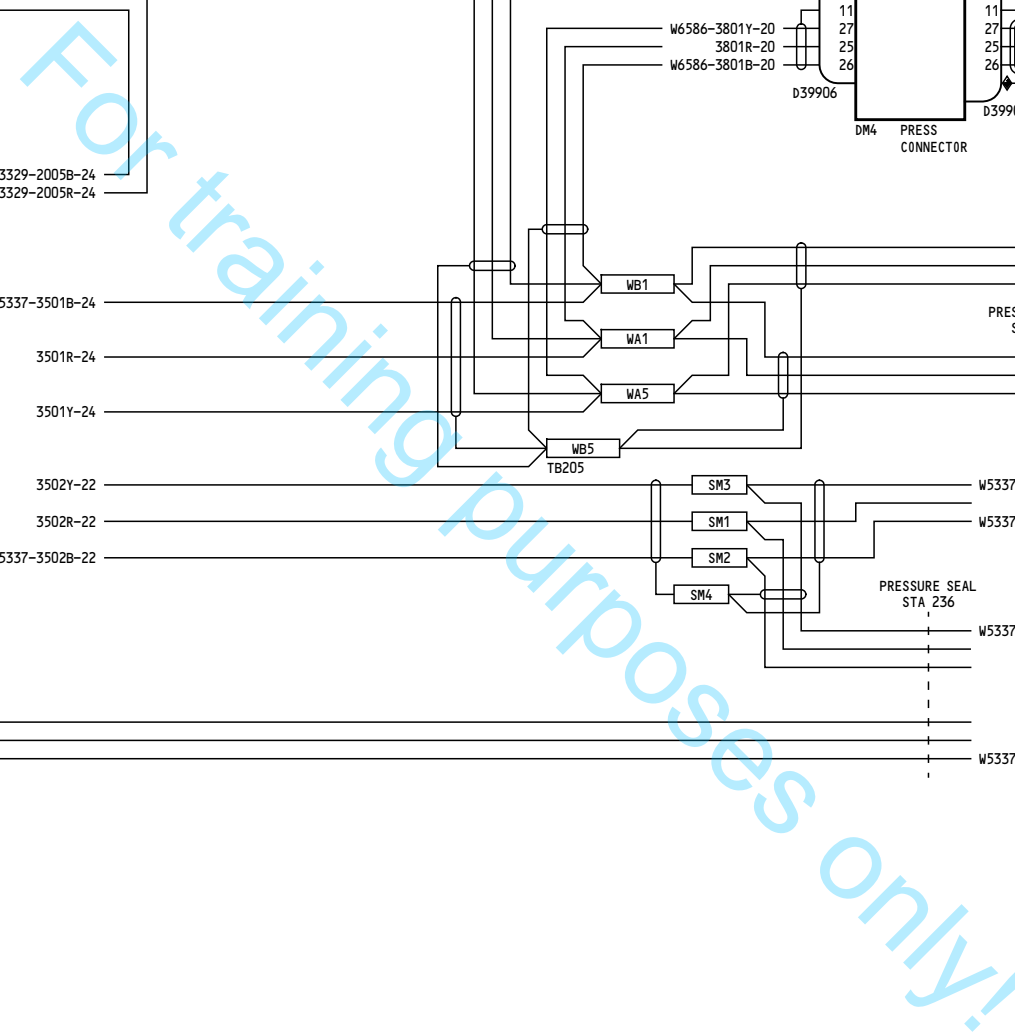 11
27
25
26
W6586-3801Y-20
3801R-20
W6586-3801B-20
D39906
11
27
25
26
DM4 PRESS
CONNECTOR
3329-2005B-24
3329-2005R-24
5337-3501B-24
3501R-24
3501Y-24
WB1
WA1
WA5
WB5
TB205
3502Y-22
3502R-22
5337-3502B-22
SM3
SM1
SM2
SM4
W5337
W5337
PRESSURE SEAL
STA 236
W5337
W5337
For training purposes only!